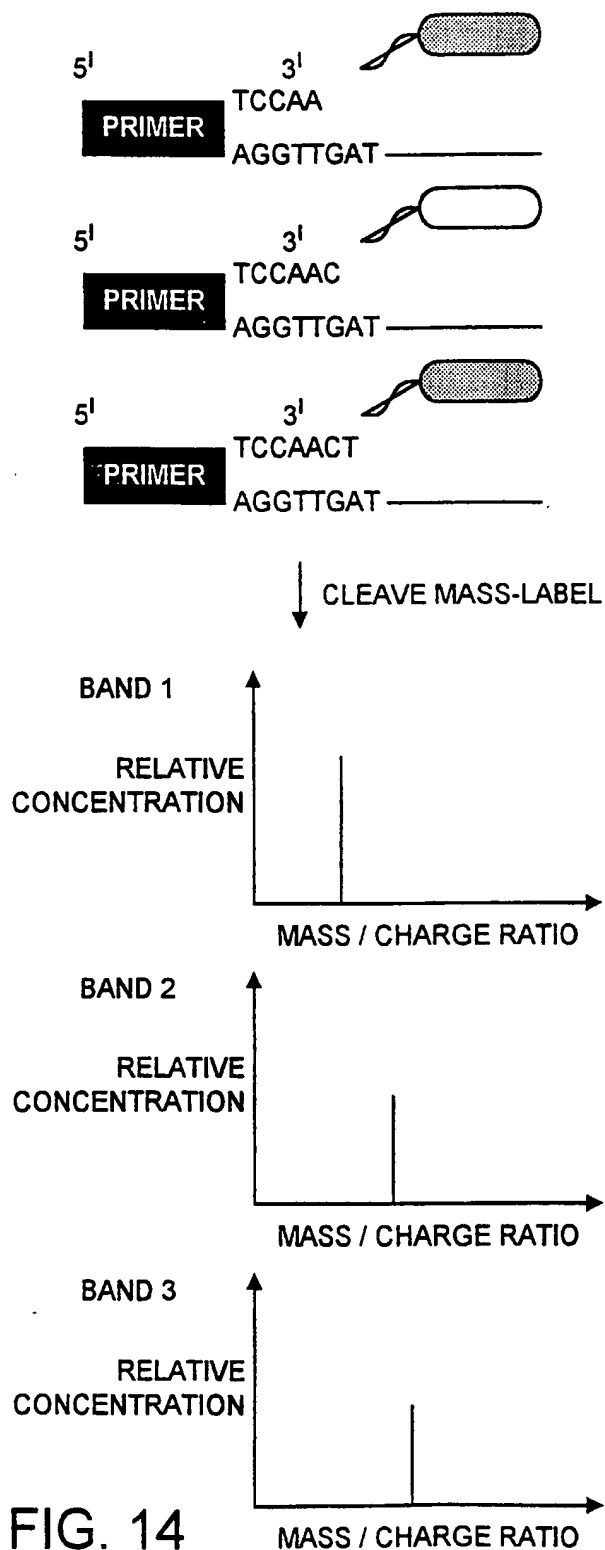 5' 3'
TCCAA
PRIMER
AGGTTGAT
5' 3'
TCCAAC
PRIMER
AGGTTGAT
5' 3'
TCCAACT
PRIMER
AGGTTGAT
CLEAVE MASS-LABEL
BAND 1
RELATIVE
CONCENTRATION
MASS / CHARGE RATIO
BAND 2
RELATIVE
CONCENTRATION
MASS / CHARGE RATIO
BAND 3
RELATIVE
CONCENTRATION
MASS / CHARGE RATIO
FIG. 14